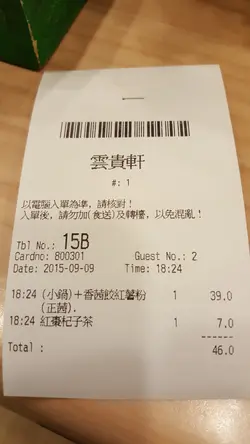 雲貴軒
#: 1
以電腦入單為準，請核對！
入單後，請勿加(食送)及轉檯，以免混亂！
Tbl No.: 15B
Cardno: 800301 Guest No.: 2
Date: 2015-09-09 Time: 18:24
18:24 (小鍋)＋香茜餃紅薯粉 1 39.0
(正茜).
18:24 紅棗杞子茶 1 7.0
------
Total : 46.0